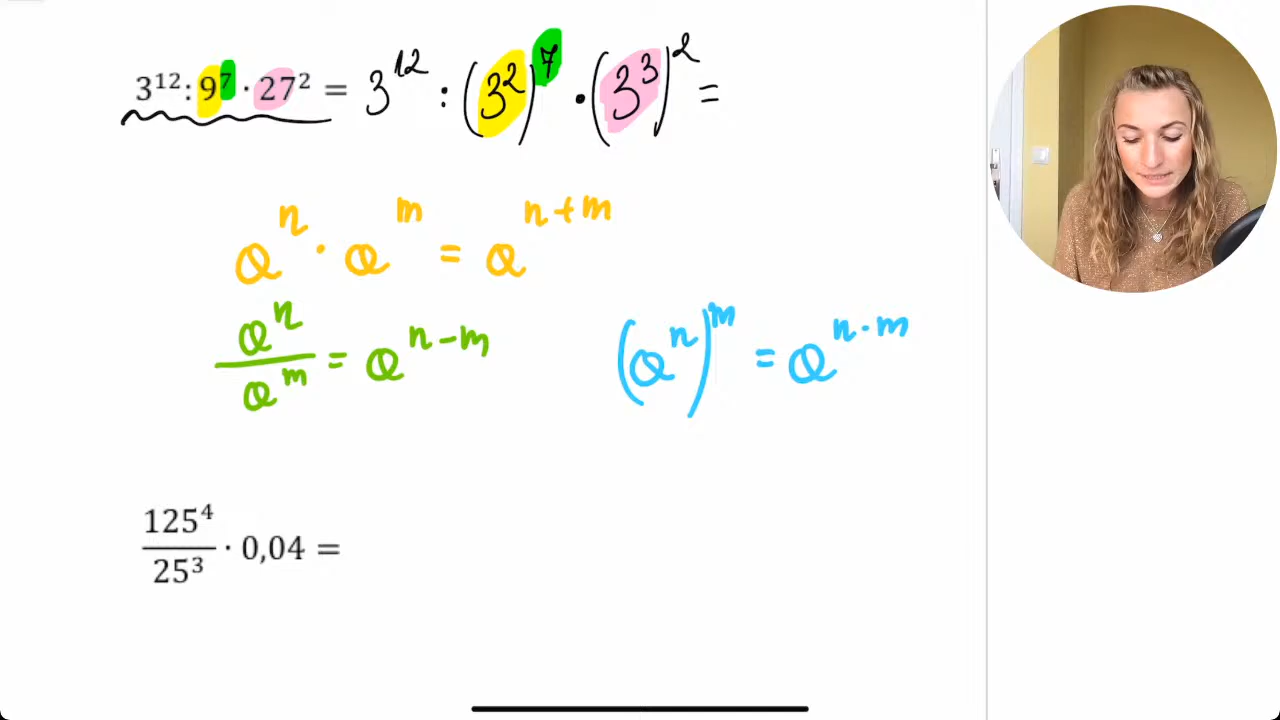 3¹² : 9⁷ · 27² = 3¹² : (3²)⁷ · (3³)² =
aⁿ · aᵐ = aⁿ⁺ᵐ
aⁿ/aᵐ = aⁿ⁻ᵐ (aⁿ)ᵐ = aⁿ·ᵐ
125⁴/25³ · 0,04 =